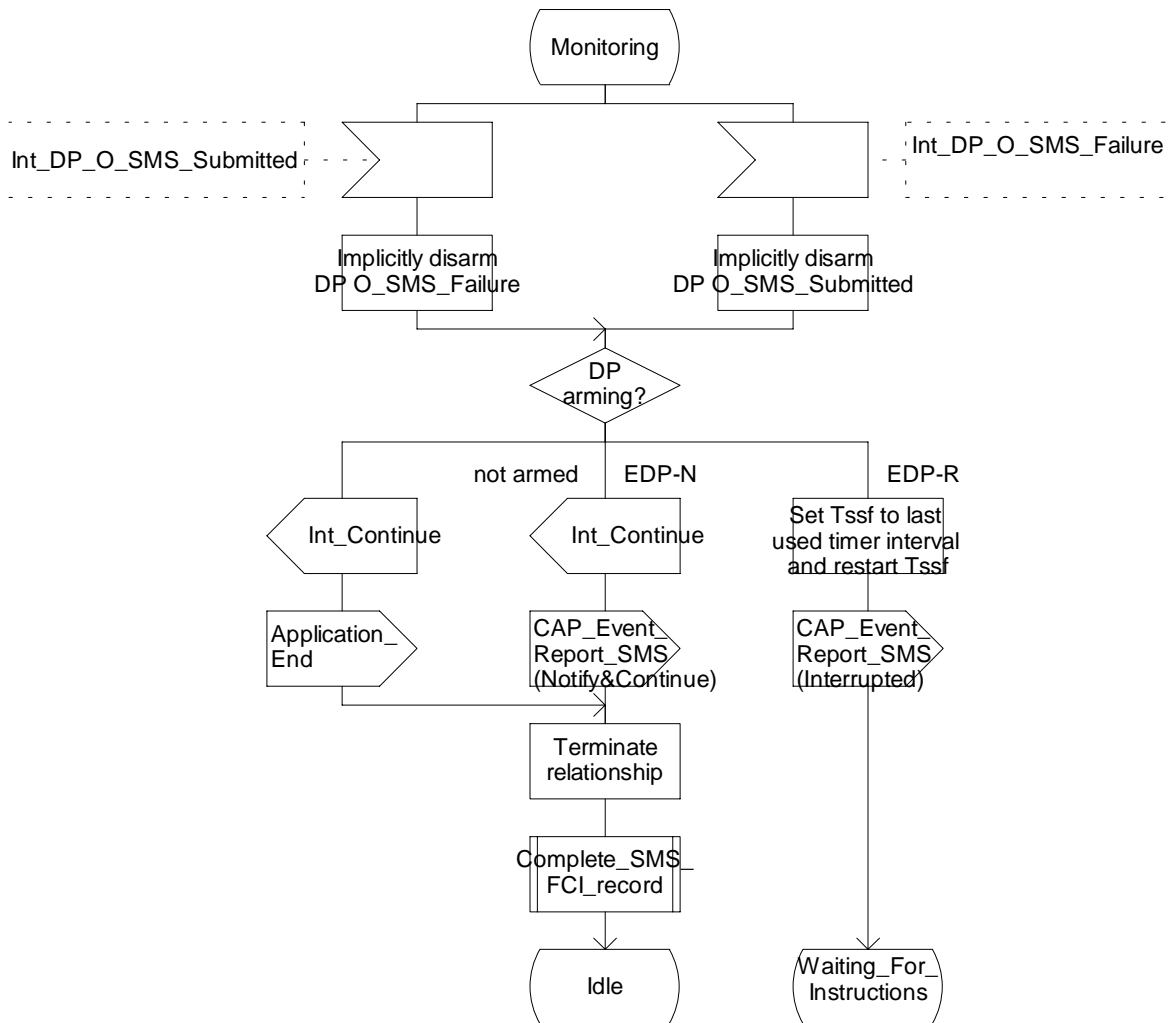 Monitoring
Int_DP_O_SMS_Submitted
Int_DP_O_SMS_Failure
Implicitly disarm
DP O_SMS_Failure
Implicitly disarm
DP O_SMS_Submitted
DP
arming?
not armed
EDP-N
EDP-R
Int_Continue
Int_Continue
Set Tssf to last
used timer interval
and restart Tssf
Application_
End
CAP_Event_
Report_SMS
(Notify&Continue)
CAP_Event_
Report_SMS
(Interrupted)
Terminate
relationship
Complete_SMS_
FCI_record
Idle
Waiting_For_
Instructions